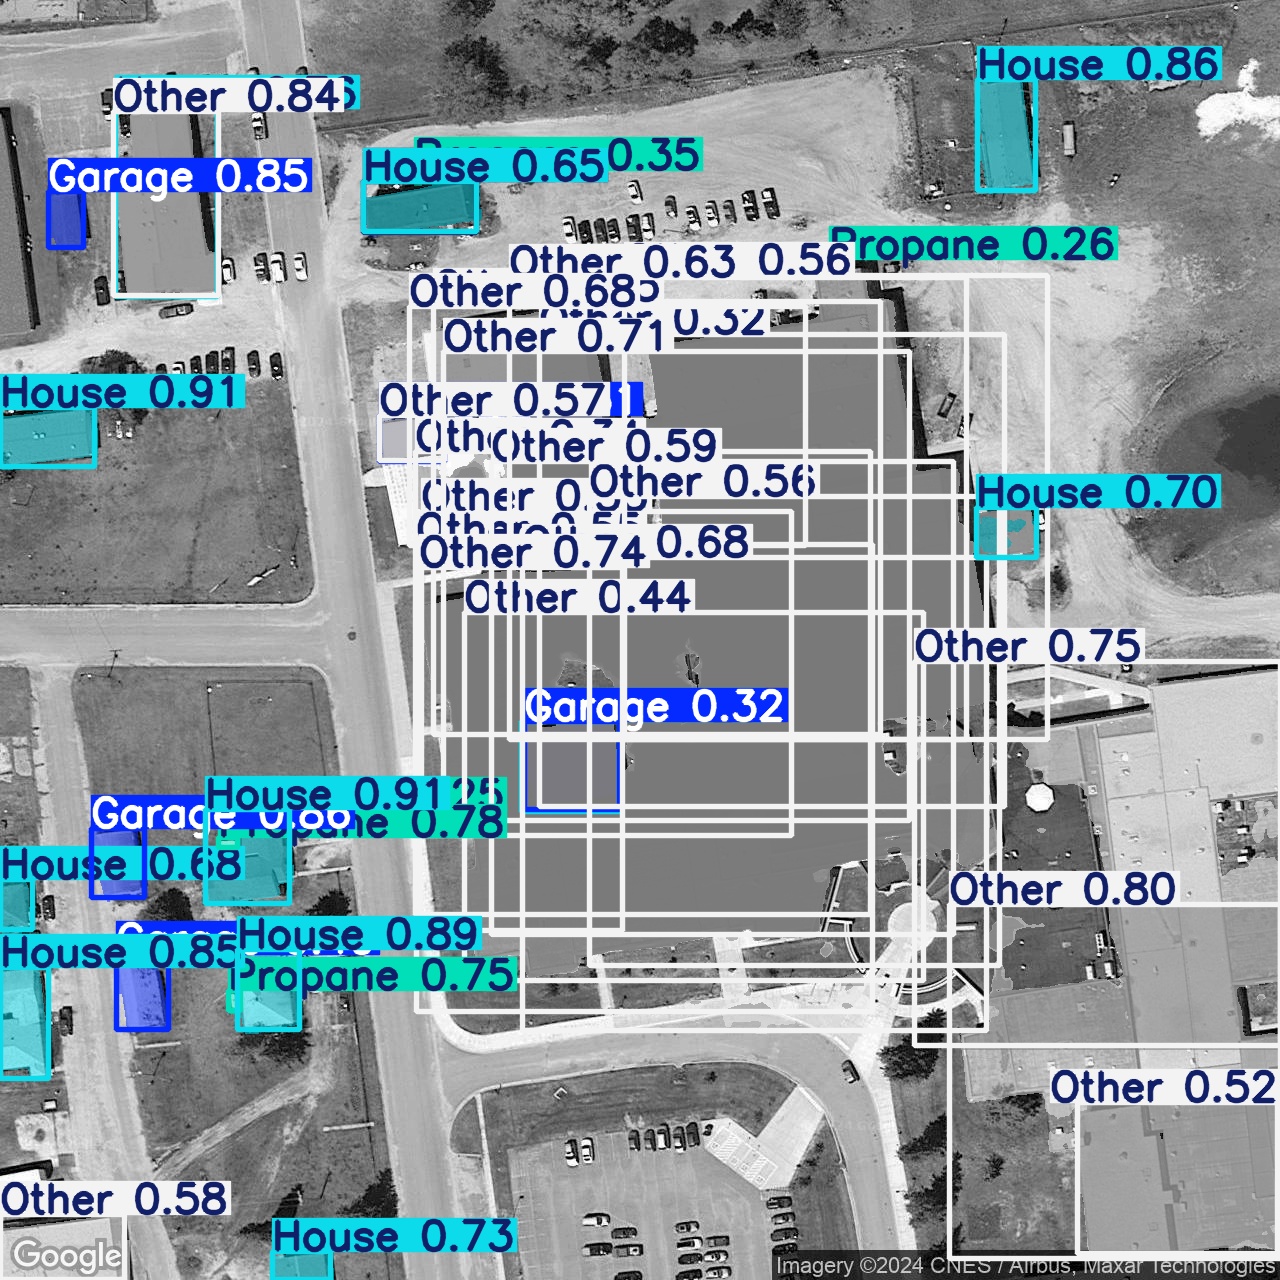 House 0.86
Other 0.84
Garage 0.85
0.35
House 0.65
Propane 0.26
Other 0.63 0.56
Other 0.68
0.32
Other 0.71
House 0.91
Other 0.57
Other 0.59
Other 0.56
House 0.70
Other
0.68
Other 0.74
Other 0.44
Other 0.75
Garage 0.32
House 0.91
Garage 0.86
Propane 0.78
House 0.68
Other 0.80
House 0.89
House 0.85
Propane 0.75
Other 0.52
Other 0.58
House 0.73
Google
Imagery ©2024 CNES / Airbus, Maxar Technologies